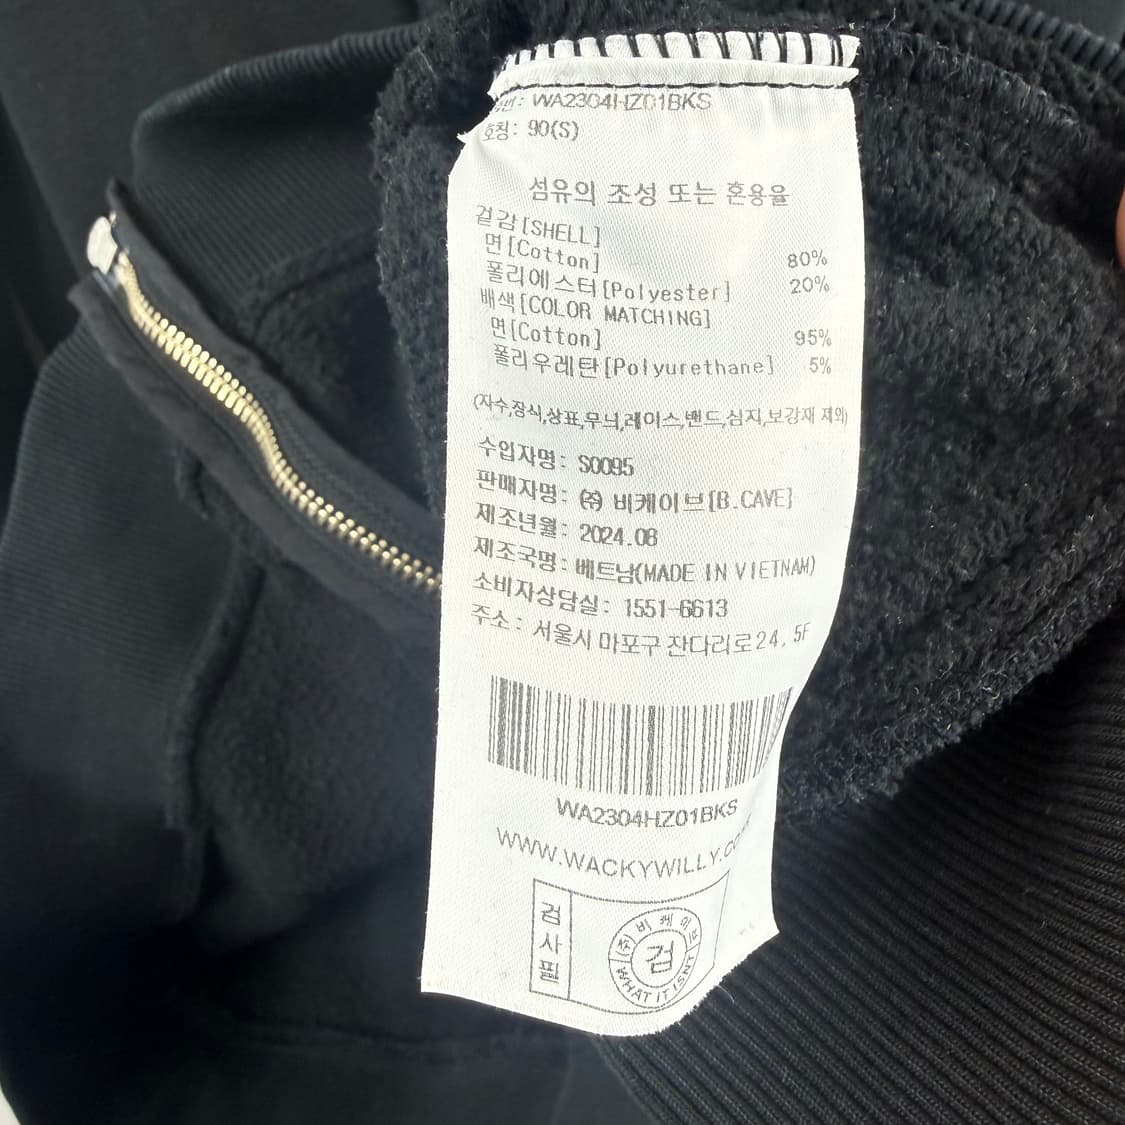 품번: WA2304HZ01BKS
호칭: 90(S)
섬유의 조성 또는 혼용율
겉감[SHELL]
면[Cotton] 80%
폴리에스터[Polyester] 20%
배색[COLOR MATCHING]
면[Cotton] 95%
폴리우레탄[Polyurethane] 5%
(자수,장식,상표,무늬,레이스,밴드,심지,보강재 제외)
수입자명: S0095
판매자명: ㈜ 비케이브[B.CAVE]
제조년월: 2024.08
제조국명: 베트남(MADE IN VIETNAM)
소비자상담실: 1551-6613
주소: 서울시 마포구 잔다리로24, 5F
WA2304HZ01BKS
WWW.WACKYWILLY.CO
검사필
(주)비케이브
검
WHAT IT ISNT